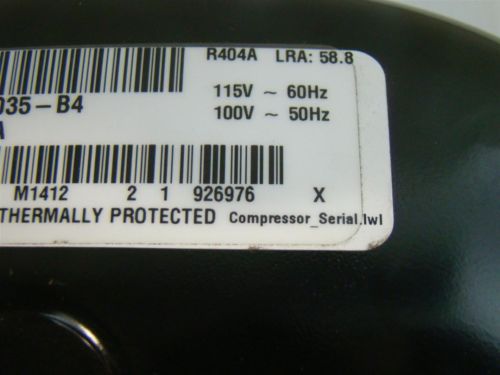 R404A LRA: 58.8
115V ~ 60Hz
035-B4
100V ~ 50Hz
A
M1412 2 1 926976 X
THERMALLY PROTECTED Compressor_Serial.lwl